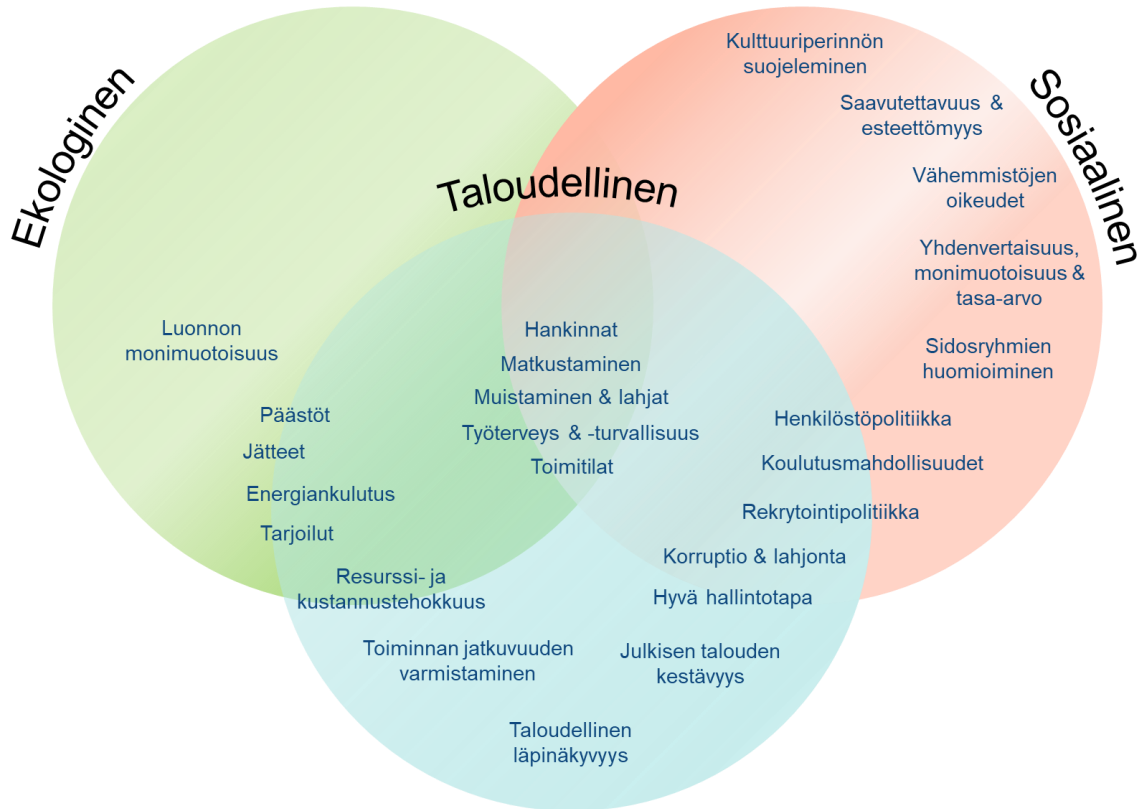 Ekologinen
Taloudellinen
Sosiaalinen
Kulttuuriperinnön
suojeleminen
Saavutettavuus &
esteettömyys
Vähemmistöjen
oikeudet
Yhdenvertaisuus,
monimuotoisuus &
tasa-arvo
Sidosryhmien
huomioiminen
Luonnon
monimuotoisuus
Päästöt
Jätteet
Energiankulutus
Tarjoilut
Resurssi- ja
kustannustehokkuus
Hankinnat
Matkustaminen
Muistaminen & lahjat
Työterveys & -turvallisuus
Toimitilat
Henkilöstöpolitiikka
Koulutusmahdollisuudet
Rekrytointipolitiikka
Korruptio & lahjonta
Hyvä hallintotapa
Toiminnan jatkuvuuden
varmistaminen
Julkisen talouden
kestävyys
Taloudellinen
läpinäkyvyys